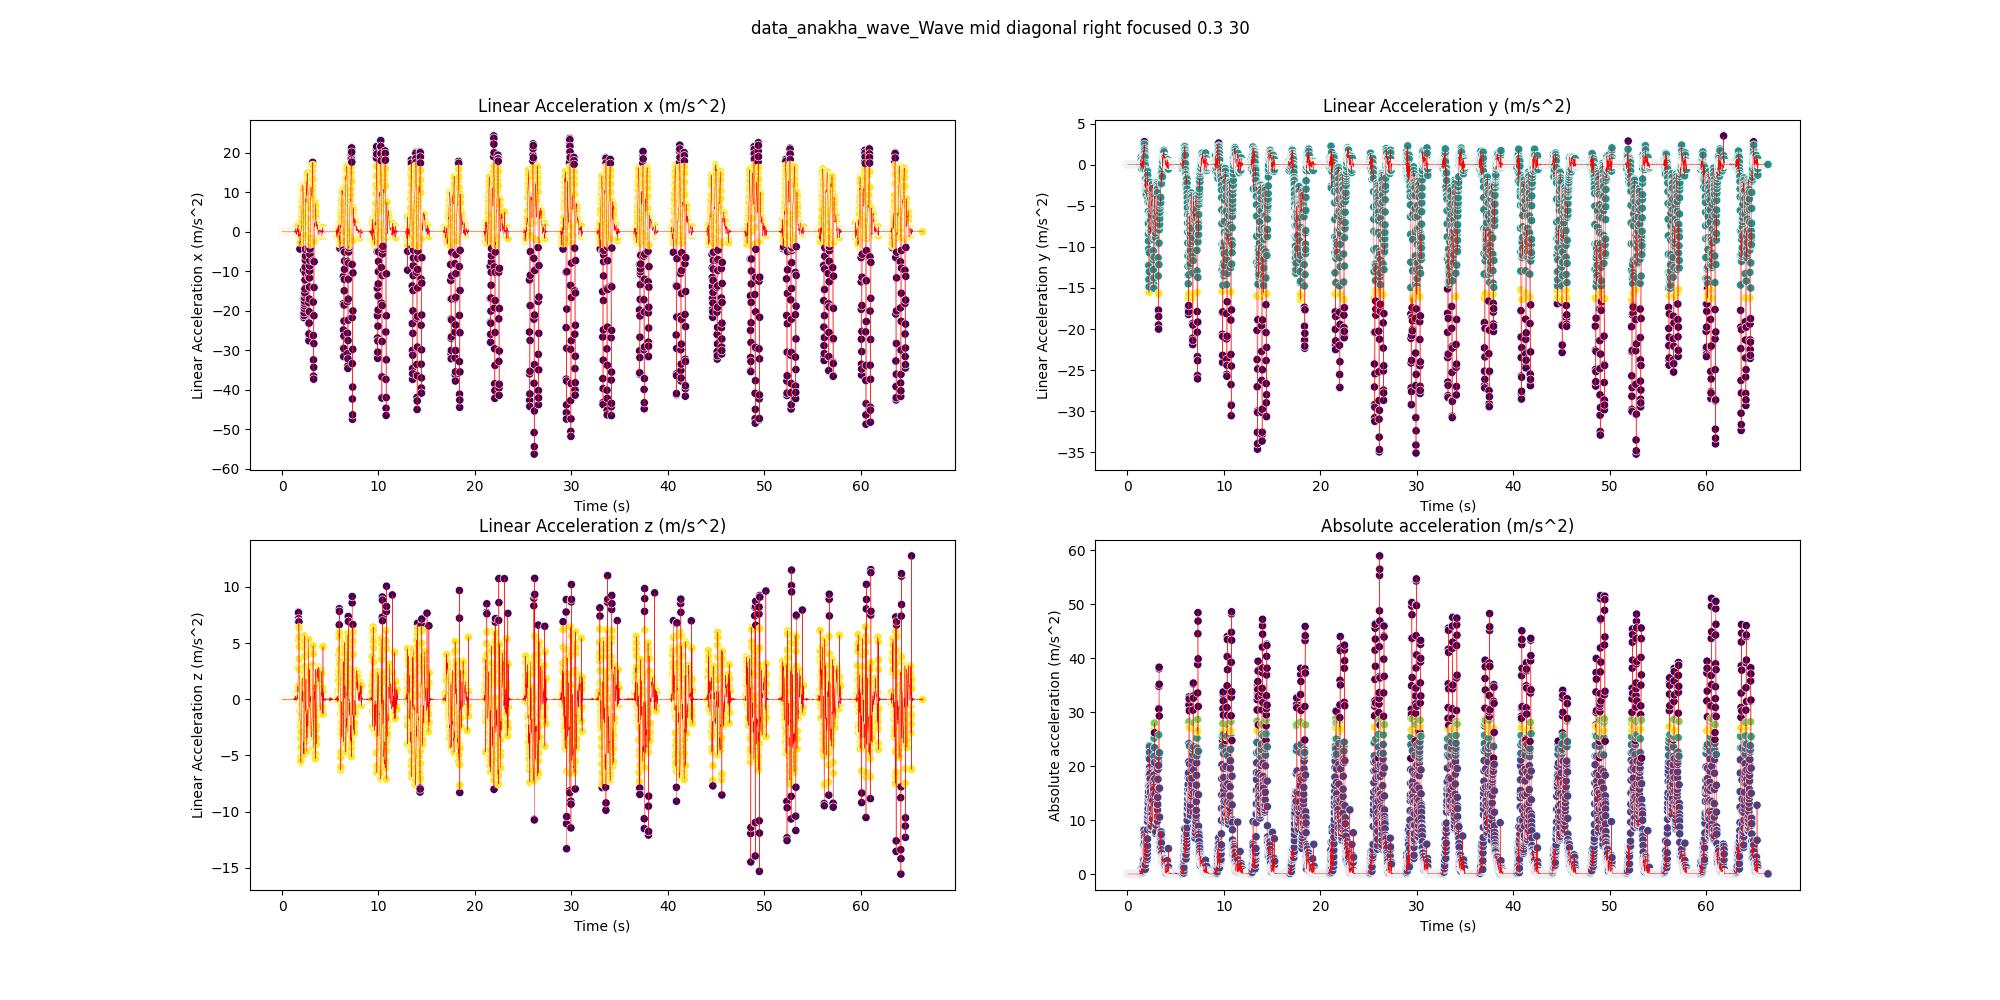 data_anakha_wave_Wave mid diagonal right focused 0.3 30
Linear Acceleration x (m/s^2)
Linear Acceleration x (m/s^2)
20
10
0
−10
−20
−30
−40
−50
−60
0 10 20 30 40 50 60
Time (s)
Linear Acceleration y (m/s^2)
Linear Acceleration y (m/s^2)
5
0
−5
−10
−15
−20
−25
−30
−35
0 10 20 30 40 50 60
Time (s)
Linear Acceleration z (m/s^2)
Linear Acceleration z (m/s^2)
10
5
0
−5
−10
−15
0 10 20 30 40 50 60
Time (s)
Absolute acceleration (m/s^2)
Absolute acceleration (m/s^2)
60
50
40
30
20
10
0
0 10 20 30 40 50 60
Time (s)